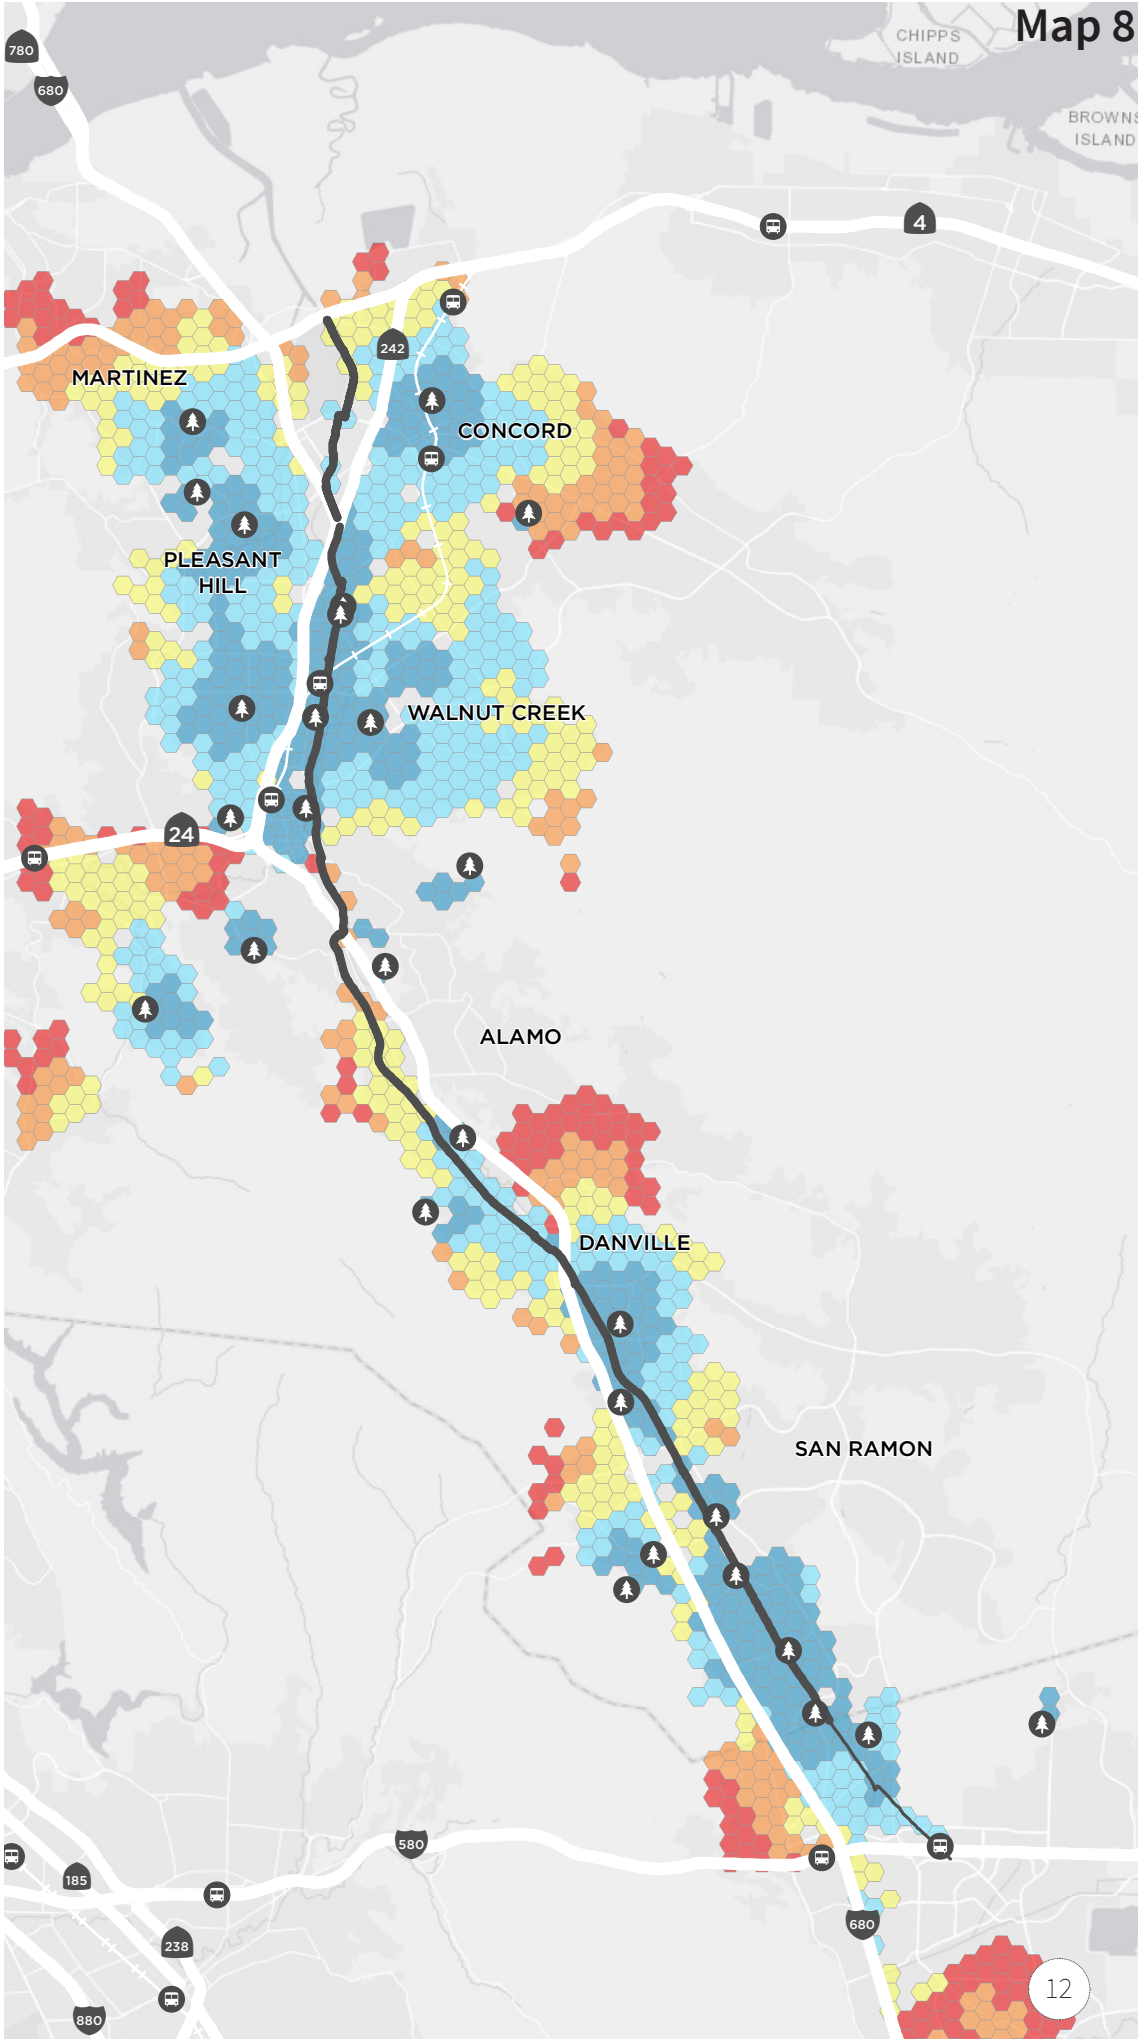 Map 8
780
CHIPPS
ISLAND
680
BROWNS
ISLAND
4
242
MARTINEZ
CONCORD
PLEASANT
HILL
WALNUT CREEK
24
ALAMO
DANVILLE
SAN RAMON
580
185
680
238
12
880